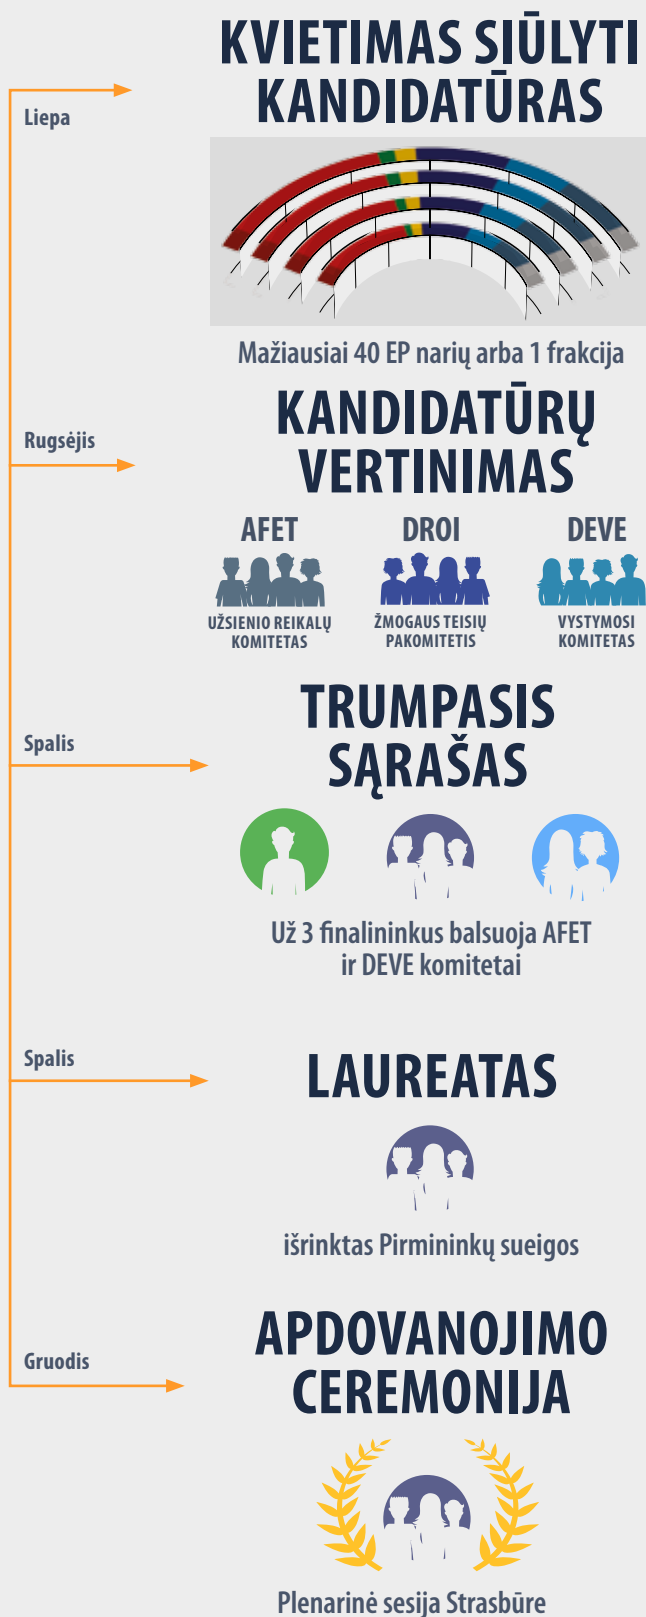 Liepa
KVIETIMAS SIŪLYTI
KANDIDATŪRAS
Mažiausiai 40 EP narių arba 1 frakcija
Rugsėjis
KANDIDATŪRŲ
VERTINIMAS
AFET
UŽSIENIO REIKALŲ
KOMITETAS
DROI
ŽMOGAUS TEISIŲ
PAKOMITETIS
DEVE
VYSTYMOSI
KOMITETAS
Spalis
TRUMPASIS
SĄRAŠAS
Už 3 finalininkus balsuoja AFET
ir DEVE komitetai
Spalis
LAUREATAS
išrinktas Pirmininkų sueigos
Gruodis
APDOVANOJIMO
CEREMONIJA
Plenarinė sesija Strasbūre